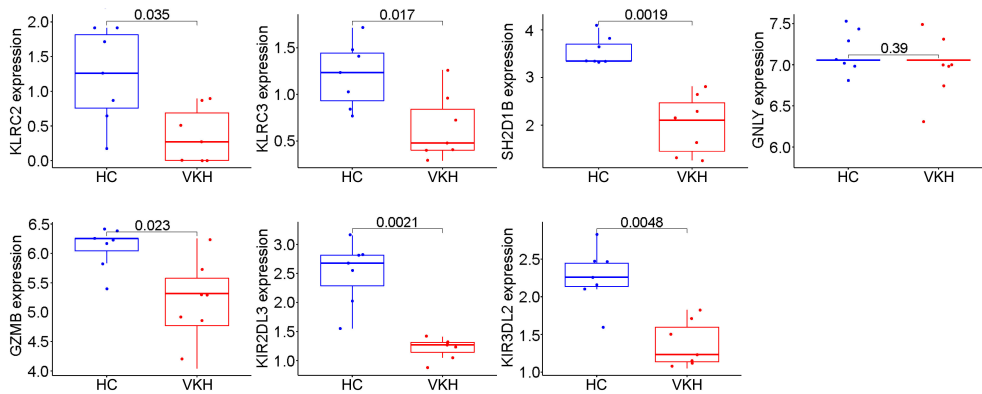 KLRC2 expression
2.0
1.5
1.0
0.5
0.0
0.035
HC
VKH
KLRC3 expression
1.5
1.0
0.5
0.017
HC
VKH
SH2D1B expression
4
3
2
0.0019
HC
VKH
GNLY expression
7.5
7.0
6.5
6.0
0.39
HC
VKH
GZMB expression
6.5
6.0
5.5
5.0
4.5
4.0
0.023
HC
VKH
KIR2DL3 expression
3.0
2.5
2.0
1.5
1.0
0.0021
HC
VKH
KIR3DL2 expression
2.5
2.0
1.5
1.0
0.0048
HC
VKH